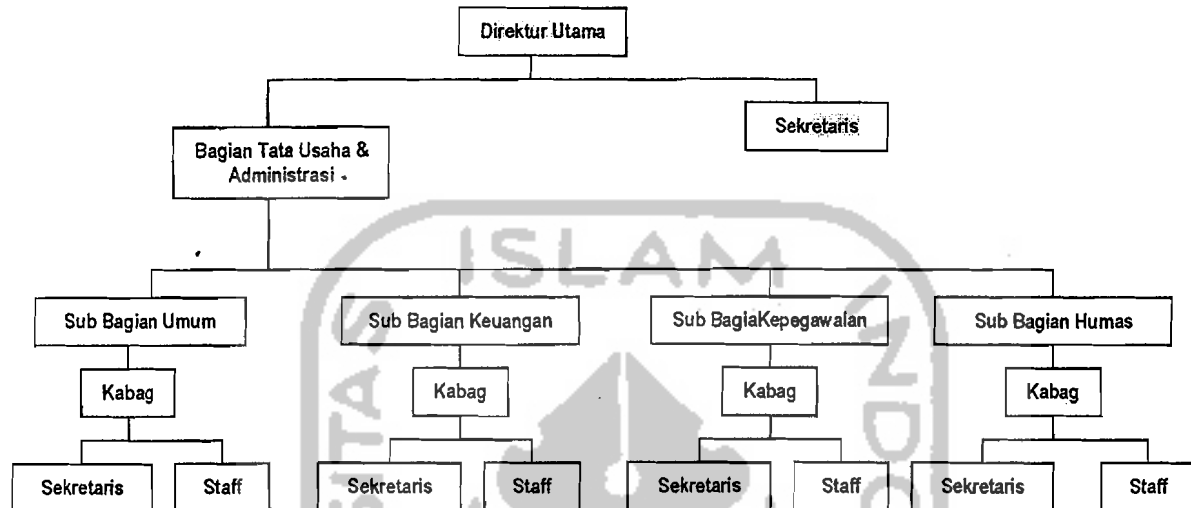 Direktur Utama
Sekretaris
Bagian Tata Usaha &
Administrasi
ISLAM
Sub Bagian Umum
Sub Bagian Keuangan
Sub BagiaKepegawaian
Sub Bagian Humas
Kabag
Kabag
Kabag
Kabag
Sekretaris
Staff
Sekretaris
Staff
Sekretaris
Staff
Sekretaris
Staff